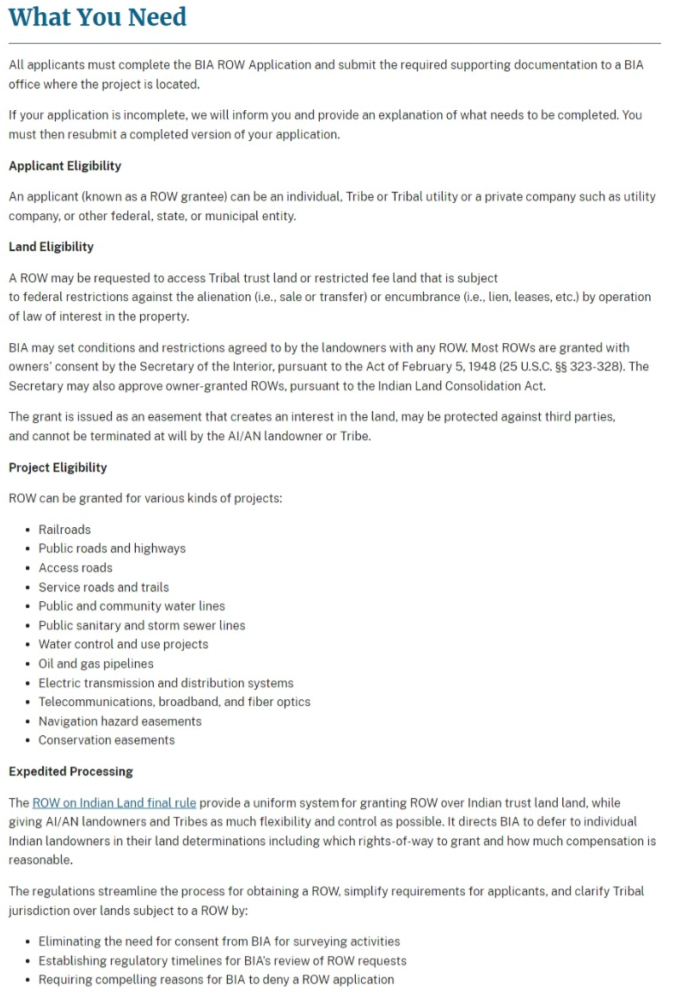 What You Need
All applicants must complete the BIA ROW Application and submit the required supporting documentation to a BIA
office where the project is located.
If your application is incomplete, we will inform you and provide an explanation of what needs to be completed. You
must then resubmit a completed version of your application.
Applicant Eligibility
An applicant (known as a ROW grantee) can be an individual, Tribe or Tribal utility or a private company such as utility
company, or other federal, state, or municipal entity.
Land Eligibility
A ROW may be requested to access Tribal trust land or restricted fee land that is subject
to federal restrictions against the alienation (i.e., sale or transfer) or encumbrance (i.e., lien, leases, etc.) by operation
of law of interest in the property.
BIA may set conditions and restrictions agreed to by the landowners with any ROW. Most ROWs are granted with
owners' consent by the Secretary of the Interior, pursuant to the Act of February 5, 1948 (25 U.S.C. §§ 323-328). The
Secretary may also approve owner-granted ROWs, pursuant to the Indian Land Consolidation Act.
The grant is issued as an easement that creates an interest in the land, may be protected against third parties,
and cannot be terminated at will by the AI/AN landowner or Tribe.
Project Eligibility
ROW can be granted for various kinds of projects:
• Railroads
• Public roads and highways
• Access roads
• Service roads and trails
• Public and community water lines
• Public sanitary and storm sewer lines
• Water control and use projects
• Oil and gas pipelines
• Electric transmission and distribution systems
• Telecommunications, broadband, and fiber optics
• Navigation hazard easements
• Conservation easements
Expedited Processing
The ROW on Indian Land final rule provide a uniform system for granting ROW over Indian trust land land, while
giving AI/AN landowners and Tribes as much flexibility and control as possible. It directs BIA to defer to individual
Indian landowners in their land determinations including which rights-of-way to grant and how much compensation is
reasonable.
The regulations streamline the process for obtaining a ROW, simplify requirements for applicants, and clarify Tribal
jurisdiction over lands subject to a ROW by:
• Eliminating the need for consent from BIA for surveying activities
• Establishing regulatory timelines for BIA's review of ROW requests
• Requiring compelling reasons for BIA to deny a ROW application